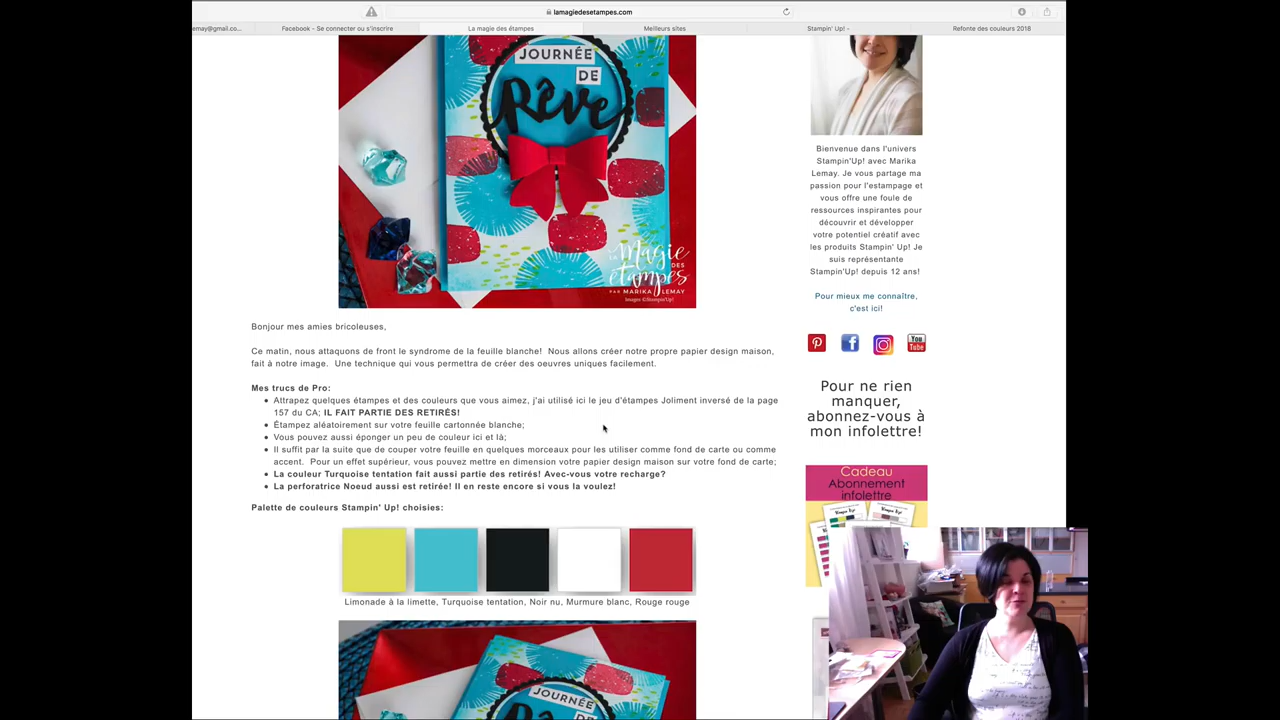 lamagiedesetampes.com
emay@gmail.co...
Facebook - Se connecter ou s'inscrire
La magie des étampes
Meilleurs sites
Stampin' Up! -
Refonte des couleurs 2018
JOURNÉE
DE
Rêve
La
Magie
DES
étampes
PAR MARIKA LEMAY
Images ©Stampin'Up!
Bonjour mes amies bricoleuses,
Ce matin, nous attaquons de front le syndrome de la feuille blanche! Nous allons créer notre propre papier design maison,
fait à notre image. Une technique qui vous permettra de créer des oeuvres uniques facilement.
Mes trucs de Pro:
Attrapez quelques étampes et des couleurs que vous aimez, j'ai utilisé ici le jeu d'étampes Joliment inversé de la page
157 du CA; IL FAIT PARTIE DES RETIRÉS!
Étampez aléatoirement sur votre feuille cartonnée blanche;
Vous pouvez aussi éponger un peu de couleur ici et là;
Il suffit par la suite que de couper votre feuille en quelques morceaux pour les utiliser comme fond de carte ou comme
accent. Pour un effet supérieur, vous pouvez mettre en dimension votre papier design maison sur votre fond de carte;
La couleur Turquoise tentation fait aussi partie des retirés! Avec-vous votre recharge?
La perforatrice Noeud aussi est retirée! Il en reste encore si vous la voulez!
Palette de couleurs Stampin' Up! choisies:
Limonade à la limette, Turquoise tentation, Noir nu, Murmure blanc, Rouge rouge
JOURNÉE
DE
Rêve
Bienvenue dans l'univers
Stampin'Up! avec Marika
Lemay. Je vous partage ma
passion pour l'estampage et
vous offre une foule de
ressources inspirantes pour
découvrir et développer
votre potentiel créatif avec
les produits Stampin' Up! Je
suis représentante
Stampin'Up! depuis 12 ans!
Pour mieux me connaître,
c'est ici!
You
Tube
Pour ne rien
manquer,
abonnez-vous à
mon infolettre!
Cadeau
Abonnement
infolettre